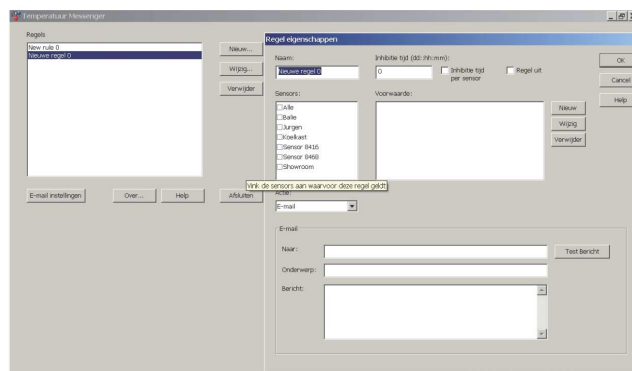 Temperatuur Messenger
Regels
New rule 0
Nieuwe regel 0
Nieuw...
Wijzig...
Verwijder
E-mail instellingen
Over...
Help
Afsluiten
Regel eigenschappen
Naam:
Nieuwe regel 0
Inhibitie tijd (dd:hh:mm):
0
Inhibitie tijd
per sensor
Regel uit
OK
Cancel
Help
Sensors:
Alle
Balie
Jurgen
Koelkast
Sensor 8416
Sensor 8468
Showroom
Voorwaarde:
Nieuw
Wijzig
Verwijder
Vink de sensors aan waarvoor deze regel geldt
Actie:
E-mail
E-mail
Naar:
Test Bericht
Onderwerp:
Bericht: